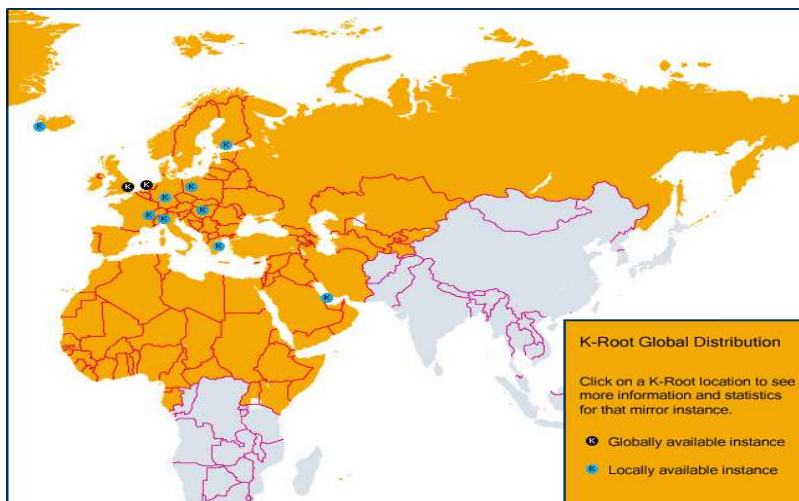 K
K
K
K
K
K
K
K
K
K
K
K
K-Root Global Distribution
Click on a K-Root location to see
more information and statistics
for that mirror instance.
K Globally available instance
K Locally available instance